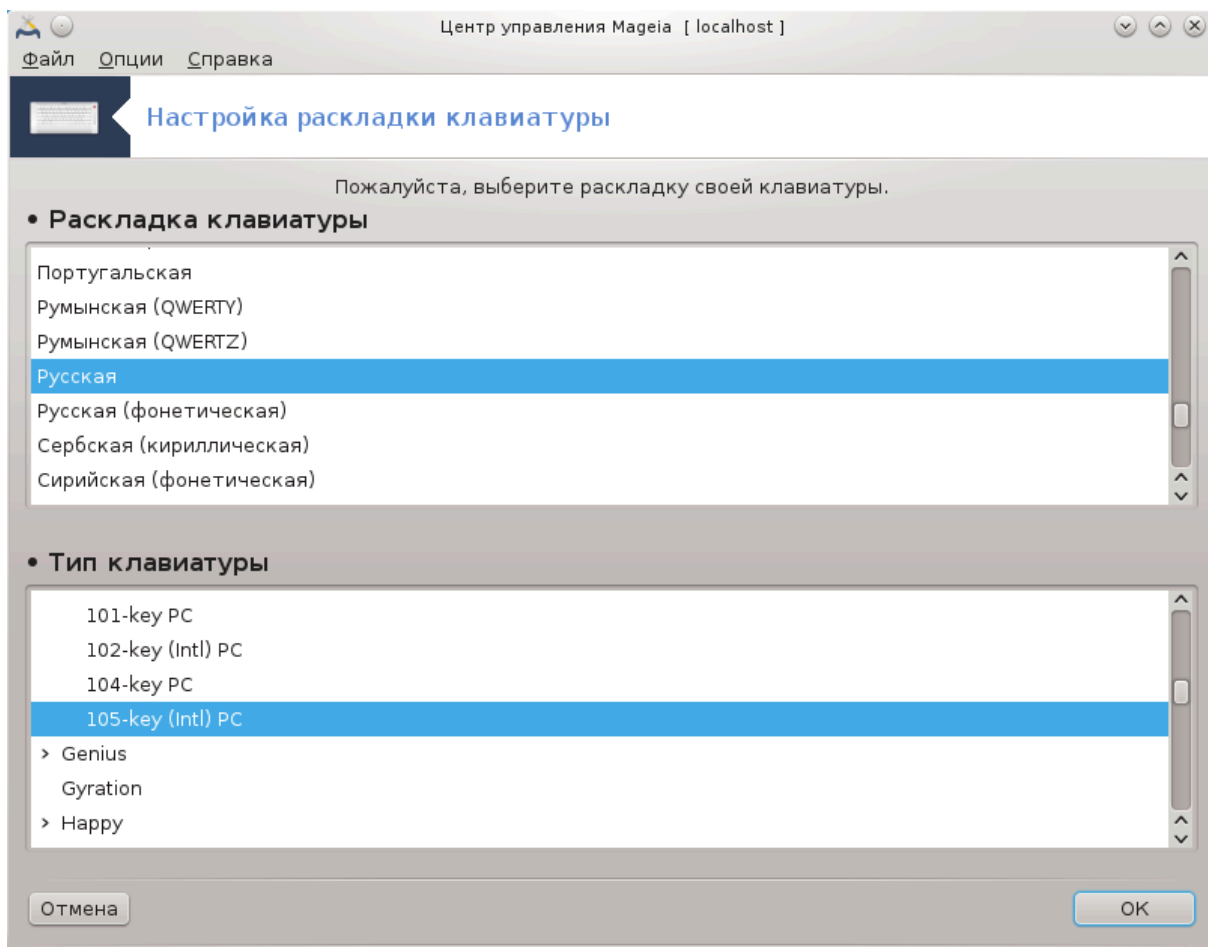 Центр управления Mageia [ localhost ]
Файл Опции Справка
Настройка раскладки клавиатуры
Пожалуйста, выберите раскладку своей клавиатуры.
• Раскладка клавиатуры
Португальская
Румынская (QWERTY)
Румынская (QWERTZ)
Русская
Русская (фонетическая)
Сербская (кириллическая)
Сирийская (фонетическая)
• Тип клавиатуры
101-key PC
102-key (Intl) PC
104-key PC
105-key (Intl) PC
> Genius
Gyration
> Happy
Отмена OK